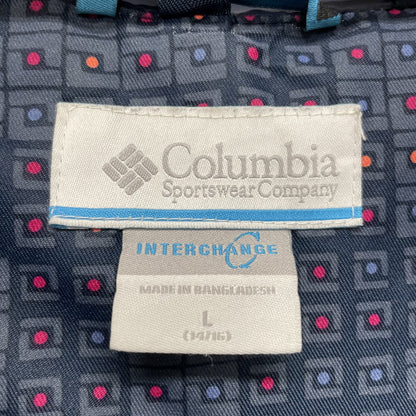 Columbia
Sportswear Company
INTERCHANGE
MADE IN BANGLADESH
L
(14/16)